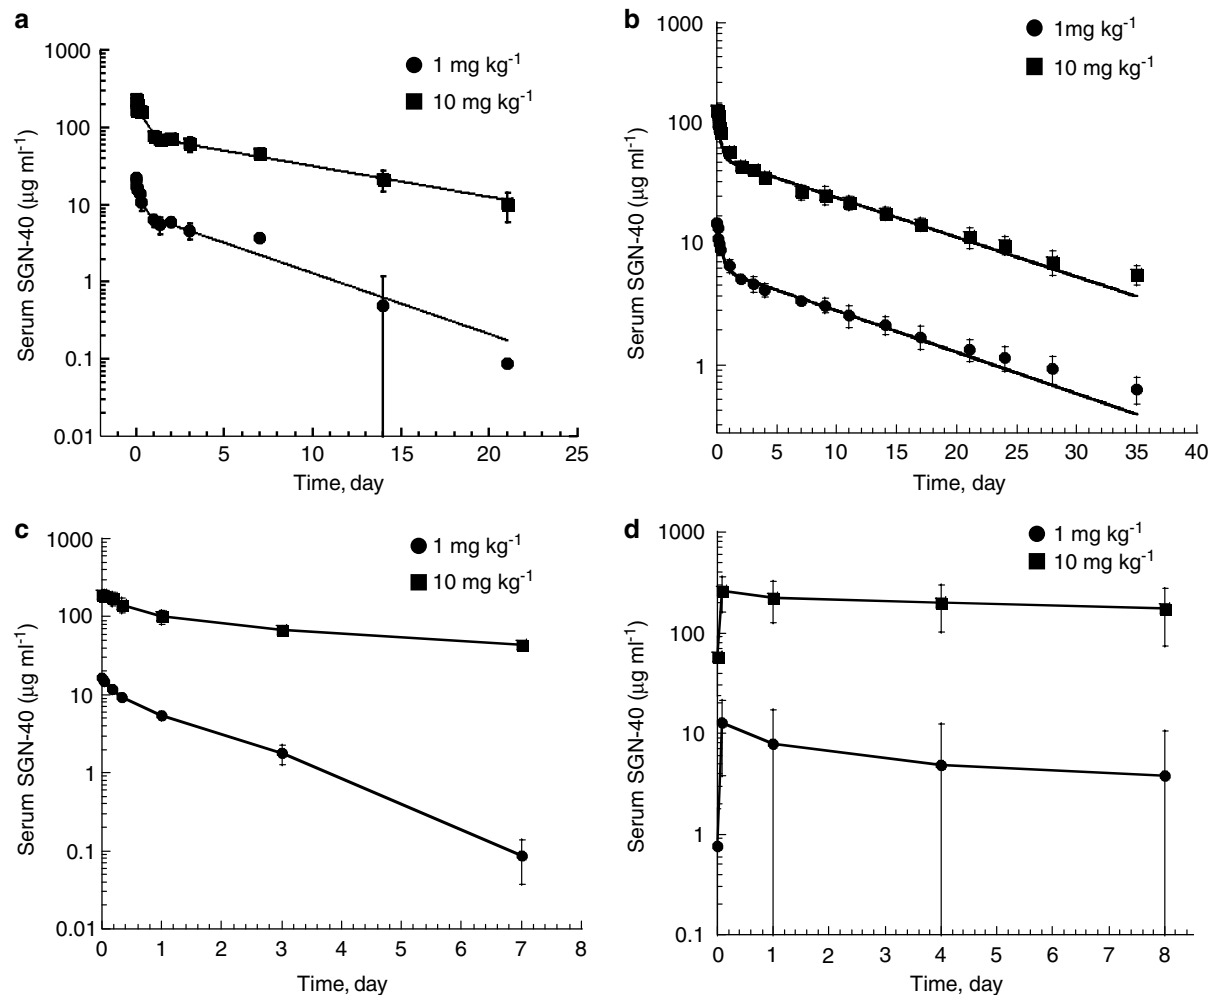 a
1 mg kg⁻¹
10 mg kg⁻¹
1000
100
10
1
0.1
0.01
Serum SGN-40 (µg ml⁻¹)
0 5 10 15 20 25
Time, day
b
1mg kg⁻¹
10 mg kg⁻¹
1000
100
10
1
Serum SGN-40 (µg ml⁻¹)
0 5 10 15 20 25 30 35 40
Time, day
c
1 mg kg⁻¹
10 mg kg⁻¹
1000
100
10
1
0.1
0.01
Serum SGN-40 (µg ml⁻¹)
0 1 2 3 4 5 6 7 8
Time, day
d
1 mg kg⁻¹
10 mg kg⁻¹
1000
100
10
1
0.1
Serum SGN-40 (µg ml⁻¹)
0 1 2 3 4 5 6 7 8
Time, day